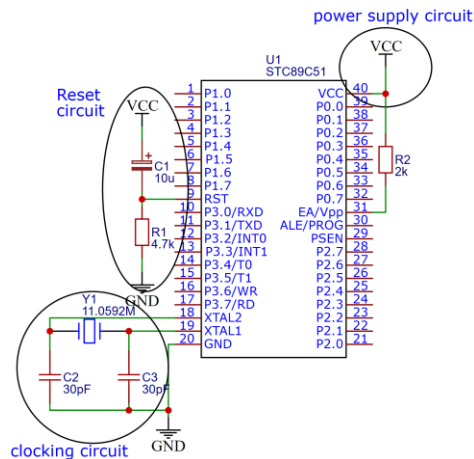 power supply circuit
VCC
U1
STC89C51
Reset
circuit
VCC
C1
10u
R1
4.7k
GND
1 P1.0 VCC 40
2 P1.1 P0.0 39
3 P1.2 P0.1 38
4 P1.3 P0.2 37
5 P1.4 P0.3 36
6 P1.5 P0.4 35
7 P1.6 P0.5 34
8 P1.7 P0.6 33
9 RST P0.7 32
10 P3.0/RXD EA/Vpp 31
11 P3.1/TXD ALE/PROG 30
12 P3.2/INT0 PSEN 29
13 P3.3/INT1 P2.7 28
14 P3.4/T0 P2.6 27
15 P3.5/T1 P2.5 26
16 P3.6/WR P2.4 25
17 P3.7/RD P2.3 24
18 XTAL2 P2.2 23
19 XTAL1 P2.1 22
20 GND P2.0 21
R2
2k
Y1
11.0592M
C2
30pF
C3
30pF
GND
clocking circuit